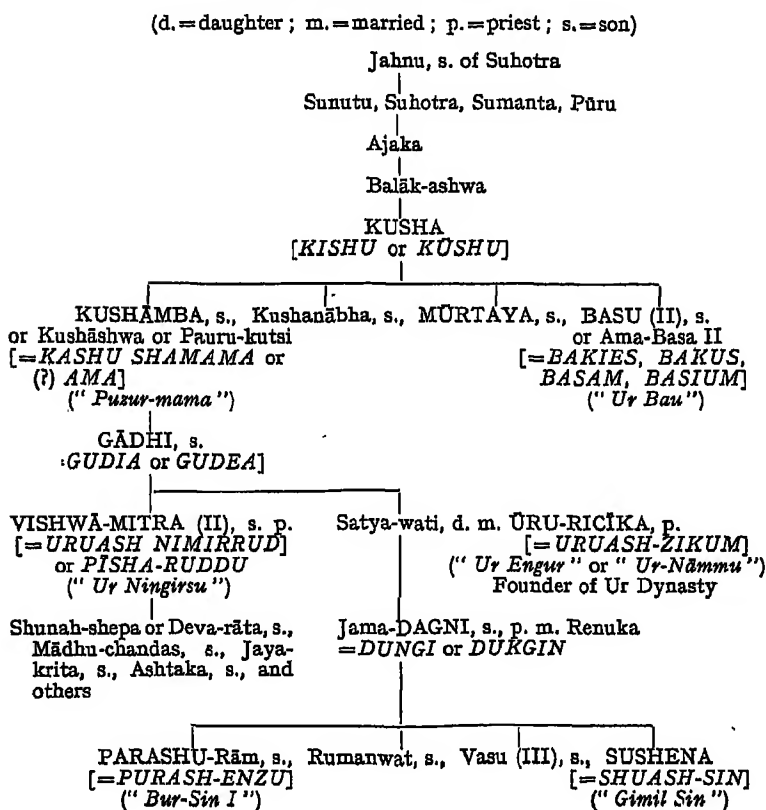 (d.=daughter; m.=married; p.=priest; s.=son)
Jahnu, s. of Suhotra
Sunutu, Suhotra, Sumanta, Pūru
Ajaka
Balāk-ashwa
KUSHA
[KISHU or KŪSHU]
KUSHĀMBA, s., Kushanābha, s., MŪRTAYA, s., BASU (II), s.
or Kushāshwa or Pauru-kutsi or Ama-Basa II
[=KASHU SHAMAMA or [=BAKIES, BAKUS,
(?) AMA] BASAM, BASIUM]
("Puzur-mama") ("Ur Bau")
GĀDHI, s.
:GUDIA or GUDEA]
VISHWĀ-MITRA (II), s. p. Satya-wati, d. m. ŪRU-RICĪKA, p.
[=URUASH NIMIRRUD] [=URUASH-ZIKUM]
or PĪSHA-RUDDU ("Ur Engur" or "Ur-Nāmmu")
("Ur Ningirsu") Founder of Ur Dynasty
Shunah-shepa or Deva-rāta, s., Jama-DAGNI, s., p. m. Renuka
Mādhu-chandas, s., Jaya- =DUNGI or DUKGIN
krita, s., Ashtaka, s., and
others
PARASHU-Rām, s., Rumanwat, s., Vasu (III), s., SUSHENA
[=PURASH-ENZU] [=SHUASH-SIN]
("Bur-Sin I") ("Gimil Sin")